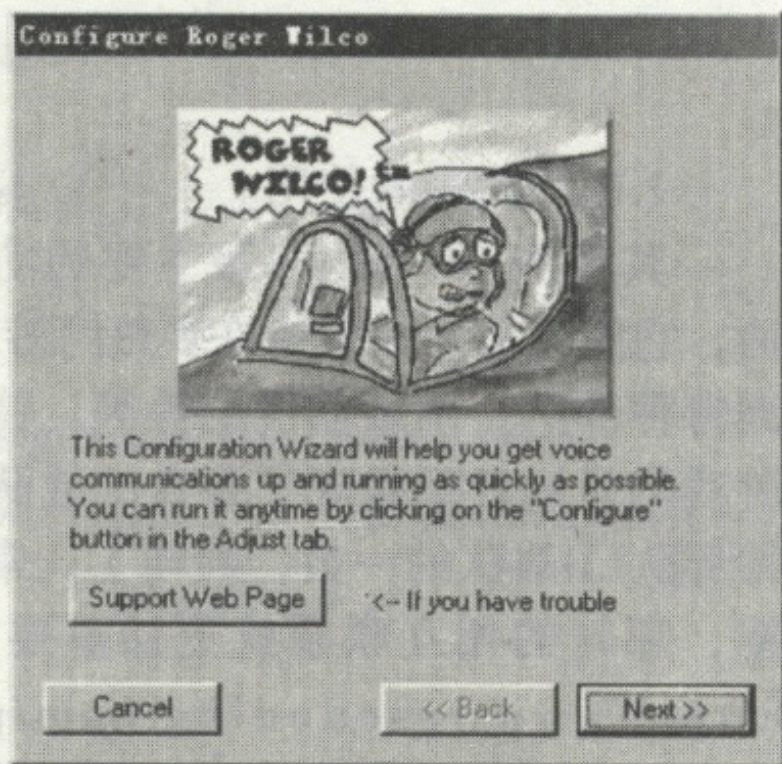 Configure Roger Wilco
ROGER
WILCO! tm
This Configuration Wizard will help you get voice
communications up and running as quickly as possible.
You can run it anytime by clicking on the "Configure"
button in the Adjust tab.
Support Web Page <-- If you have trouble
Cancel << Back Next >>